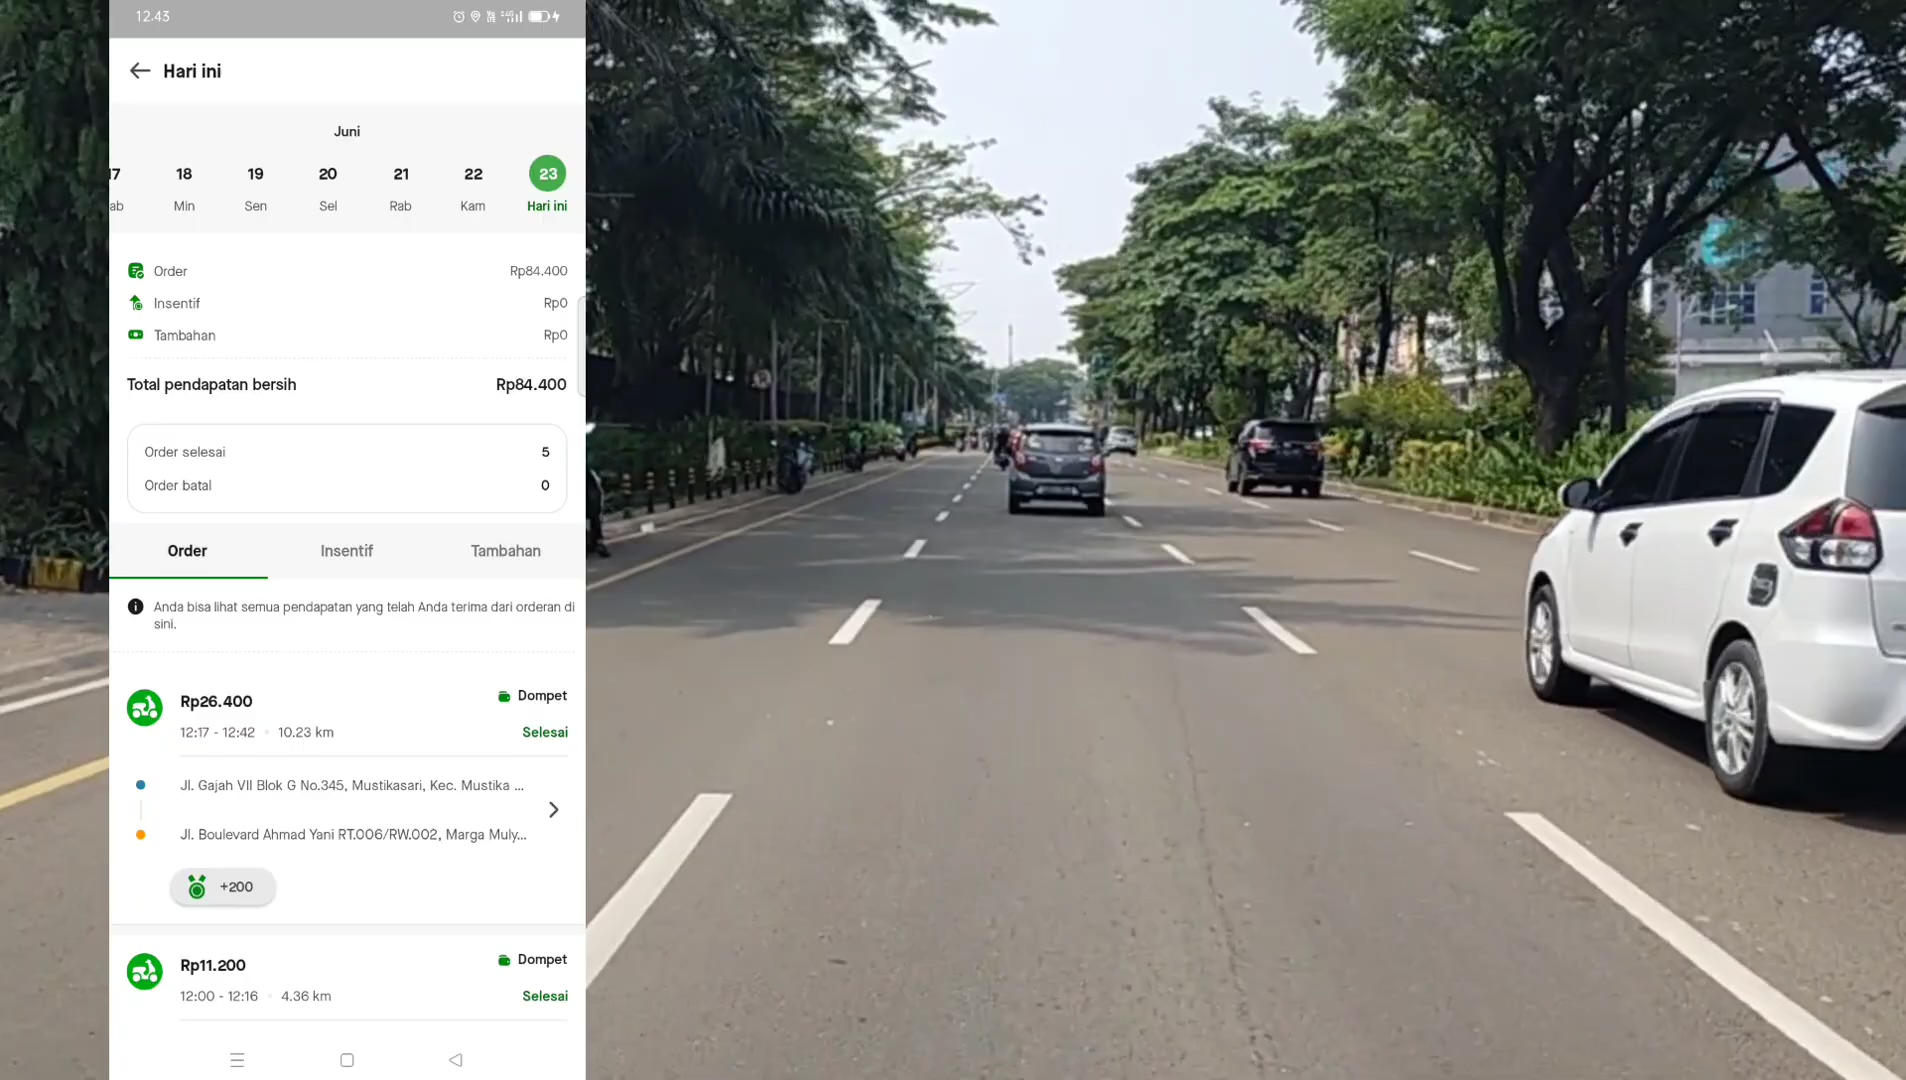 12.43
Hari ini
Juni
17 18 19 20 21 22 23
ab Min Sen Sel Rab Kam Hari ini
Order Rp84.400
Insentif Rp0
Tambahan Rp0
Total pendapatan bersih Rp84.400
Order selesai 5
Order batal 0
Order Insentif Tambahan
Anda bisa lihat semua pendapatan yang telah Anda terima dari orderan di
sini.
Rp26.400 Dompet
12:17 - 12:42 10.23 km Selesai
Jl. Gajah VII Blok G No.345, Mustikasari, Kec. Mustika ...
Jl. Boulevard Ahmad Yani RT.006/RW.002, Marga Muly...
+200
Rp11.200 Dompet
12:00 - 12:16 4.36 km Selesai